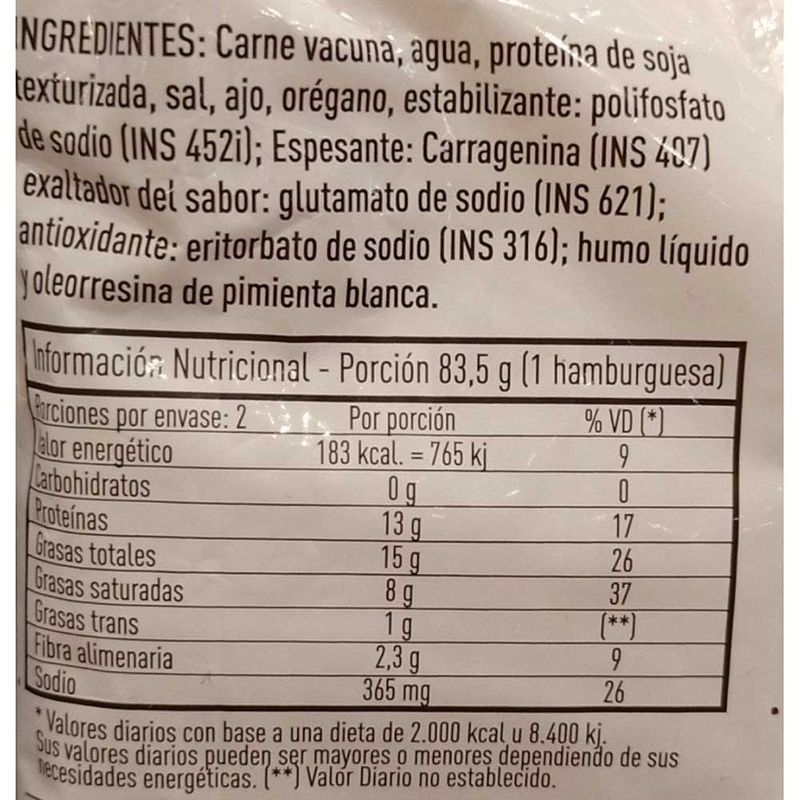 INGREDIENTES: Carne vacuna, agua, proteína de soja
texturizada, sal, ajo, orégano, estabilizante: polifosfato
de sodio (INS 452i); Espesante: Carragenina (INS 407)
exaltador del sabor: glutamato de sodio (INS 621);
antioxidante: eritorbato de sodio (INS 316); humo líquido
y oleorresina de pimienta blanca.
Información Nutricional - Porción 83,5 g (1 hamburguesa)
Porciones por envase: 2 Por porción % VD (*)
Valor energético 183 kcal. = 765 kj 9
Carbohidratos 0 g 0
Proteínas 13 g 17
Grasas totales 15 g 26
Grasas saturadas 8 g 37
Grasas trans 1 g (**)
Fibra alimenaria 2,3 g 9
Sodio 365 mg 26
* Valores diarios con base a una dieta de 2.000 kcal u 8.400 kj.
Sus valores diarios pueden ser mayores o menores dependiendo de sus
necesidades energéticas. (**) Valor Diario no establecido.